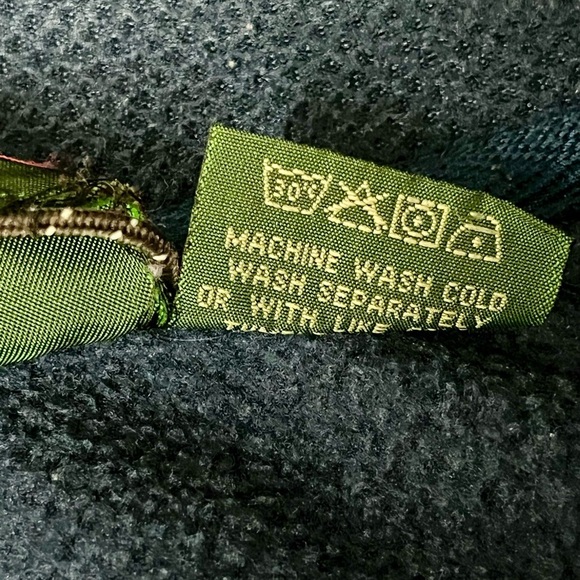 30°
MACHINE WASH COLD
WASH SEPARATELY
OR WITH LIKE